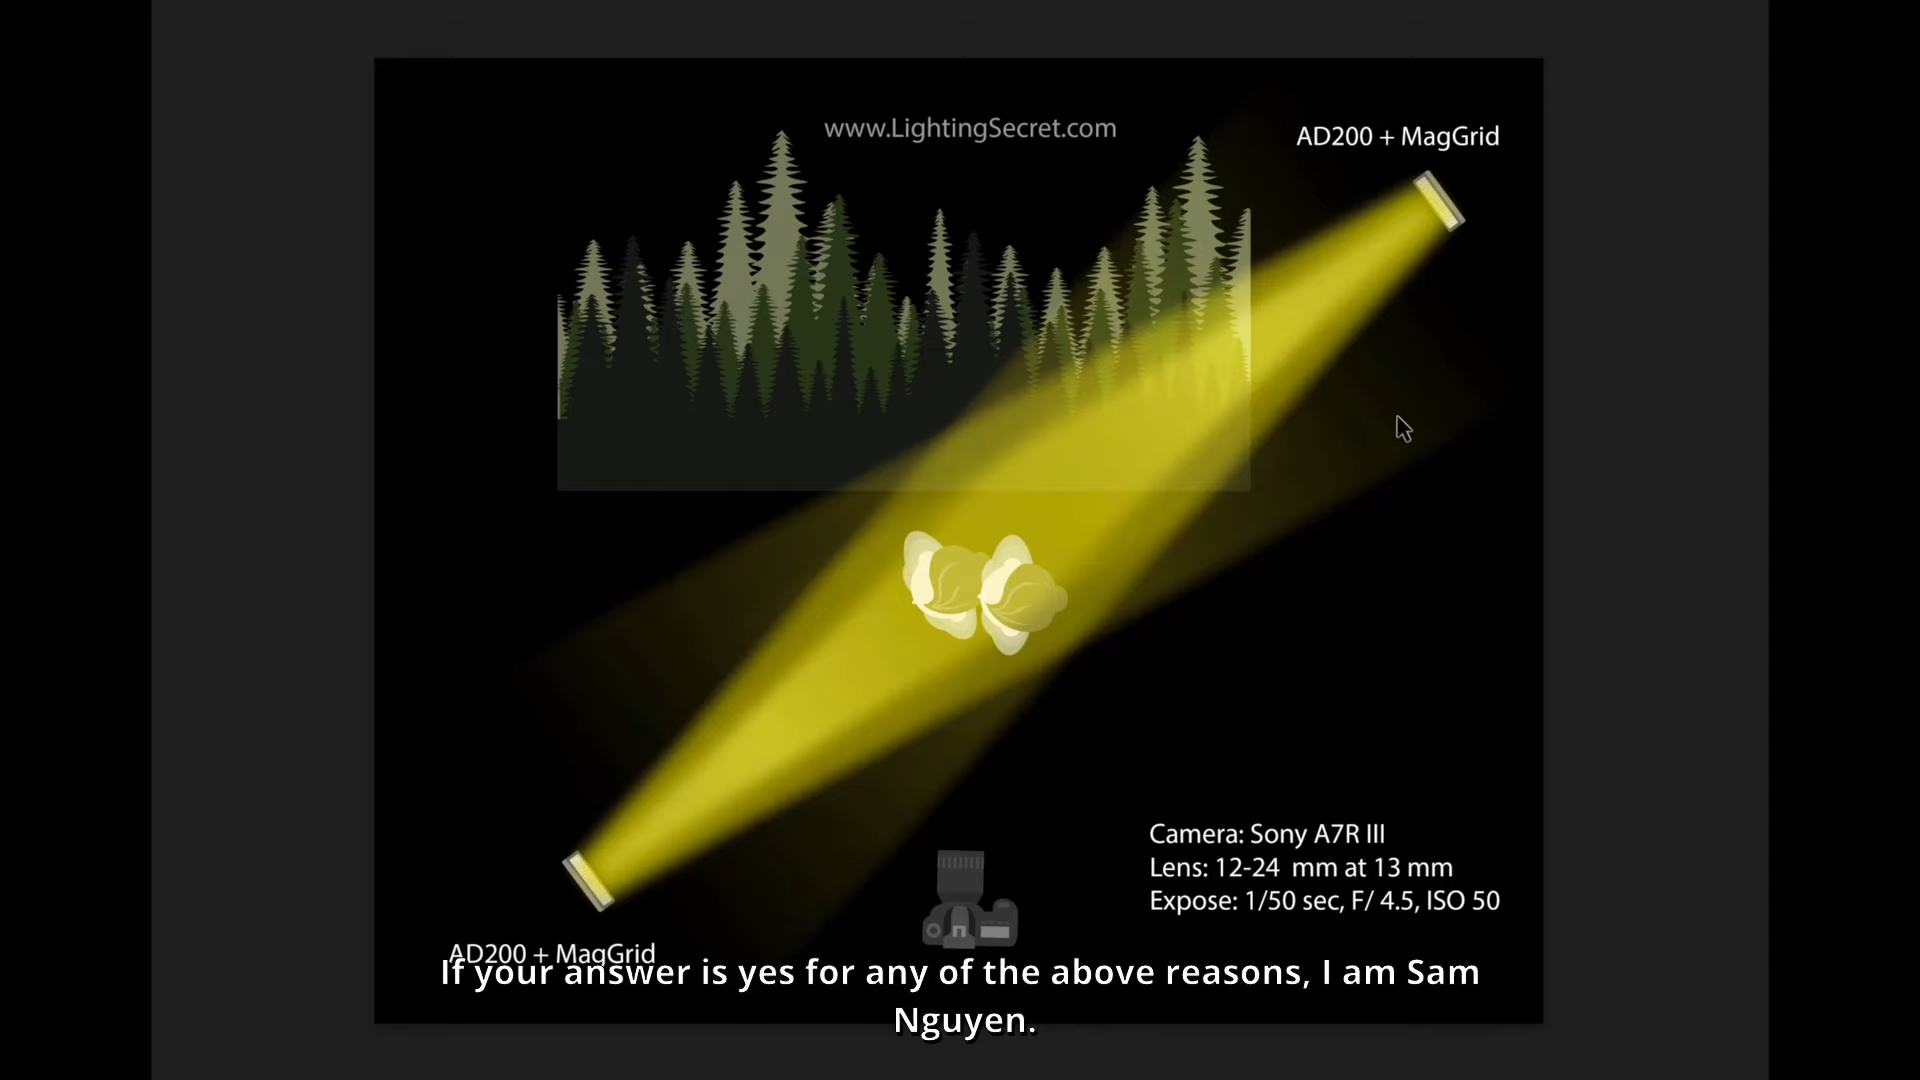 www.LightingSecret.com
AD200 + MagGrid
Camera: Sony A7R III
Lens: 12-24 mm at 13 mm
Expose: 1/50 sec, F/ 4.5, ISO 50
AD200 + MagGrid
If your answer is yes for any of the above reasons, I am Sam
Nguyen.